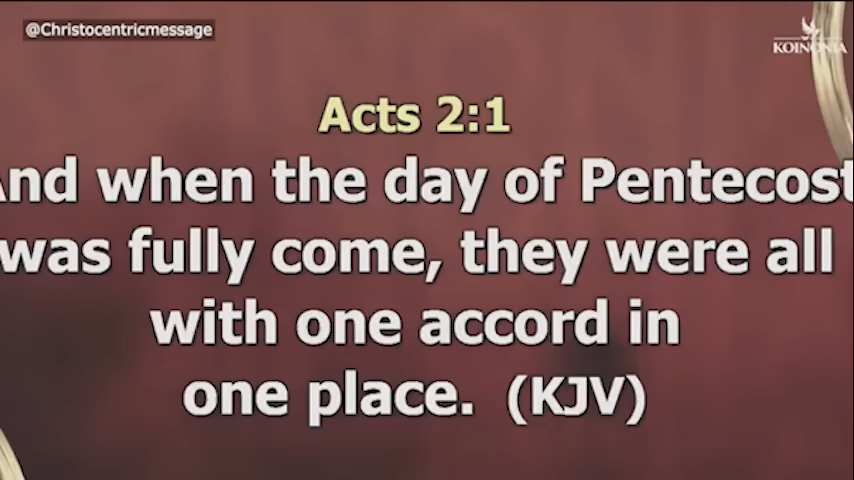 @Christocentricmessage
KOINONIA
Acts 2:1
And when the day of Pentecost
was fully come, they were all
with one accord in
one place. (KJV)